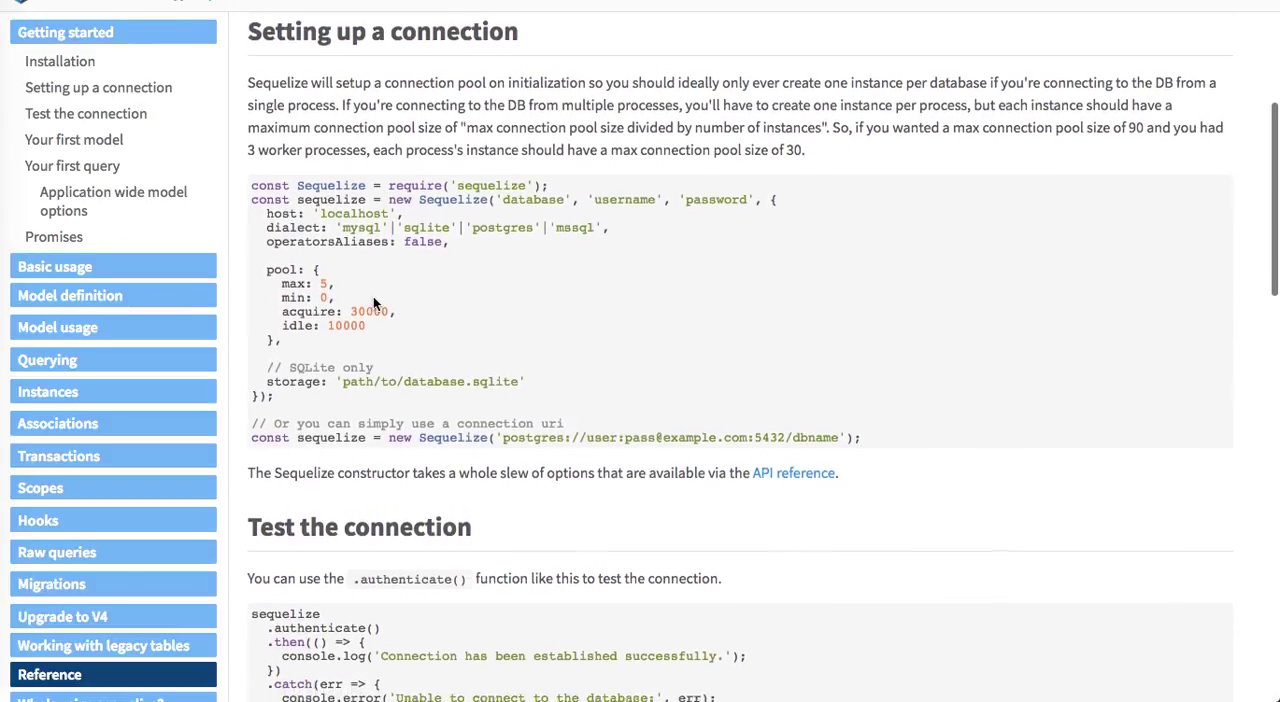 Getting started
Installation
Setting up a connection
Test the connection
Your first model
Your first query
Application wide model
options
Promises
Basic usage
Model definition
Model usage
Querying
Instances
Associations
Transactions
Scopes
Hooks
Raw queries
Migrations
Upgrade to V4
Working with legacy tables
Reference
Setting up a connection
Sequelize will setup a connection pool on initialization so you should ideally only ever create one instance per database if you're connecting to the DB from a
single process. If you're connecting to the DB from multiple processes, you'll have to create one instance per process, but each instance should have a
maximum connection pool size of "max connection pool size divided by number of instances". So, if you wanted a max connection pool size of 90 and you had
3 worker processes, each process's instance should have a max connection pool size of 30.
const Sequelize = require('sequelize');
const sequelize = new Sequelize('database', 'username', 'password', {
host: 'localhost',
dialect: 'mysql'|'sqlite'|'postgres'|'mssql',
operatorsAliases: false,
pool: {
max: 5,
min: 0,
acquire: 30000,
idle: 10000
},
// SQLite only
storage: 'path/to/database.sqlite'
});
// Or you can simply use a connection uri
const sequelize = new Sequelize('postgres://user:pass@example.com:5432/dbname');
The Sequelize constructor takes a whole slew of options that are available via the API reference.
Test the connection
You can use the .authenticate() function like this to test the connection.
sequelize
.authenticate()
.then(() => {
console.log('Connection has been established successfully.');
})
.catch(err => {
console.error('Unable to connect to the database:', err);